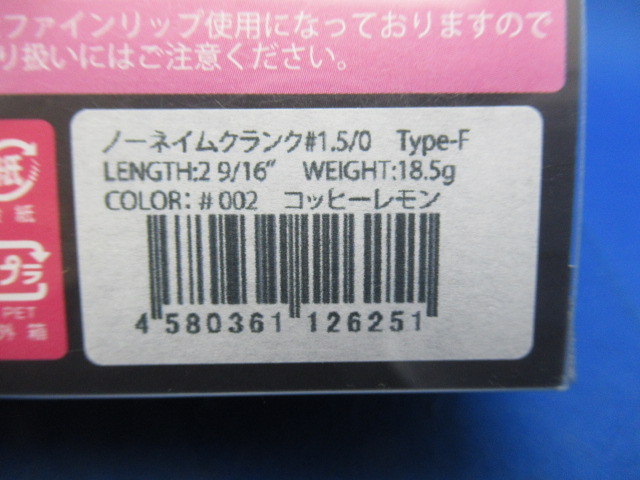 ファインリップ使用になっておりますので
り扱いにはご注意ください。
ノーネイムクランク#1.5/0 Type-F
LENGTH:2 9/16" WEIGHT:18.5g
COLOR: #002 コッヒーレモン
4 580361 126251
紙
紙
プラ
PET
外箱